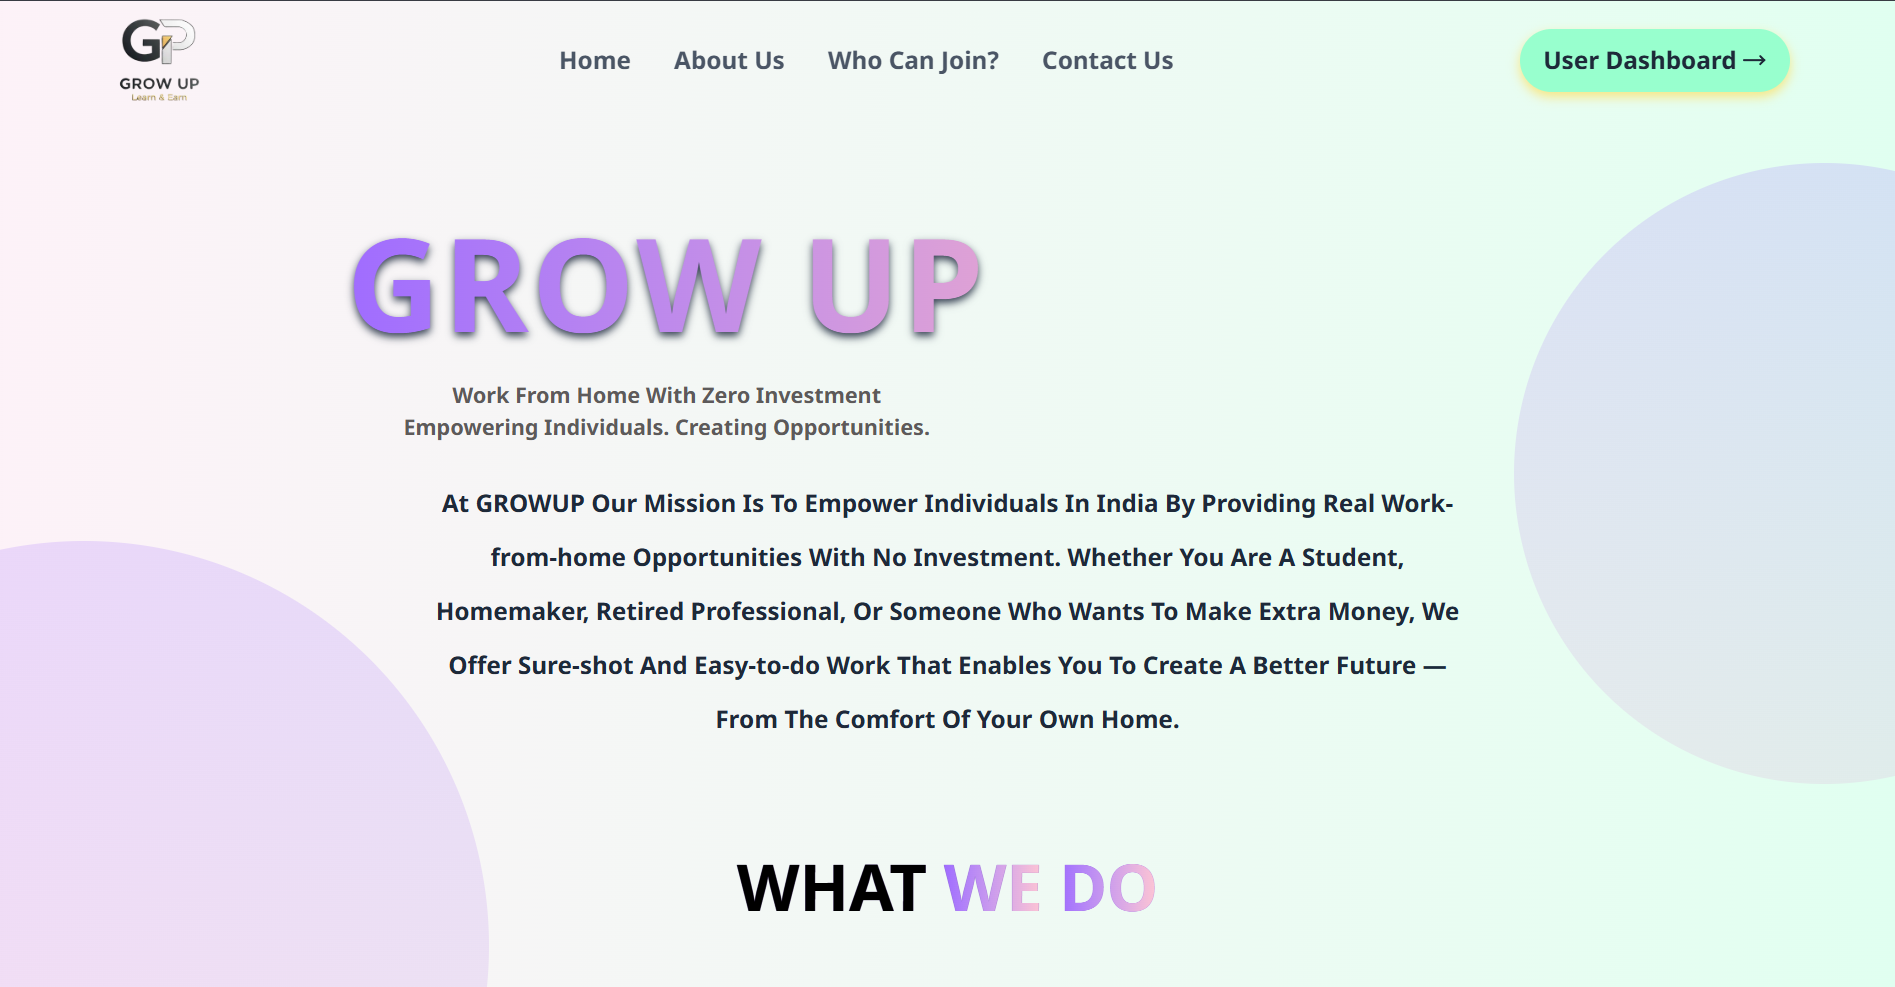 GP
GROW UP
Learn & Earn
Home
About Us
Who Can Join?
Contact Us
User Dashboard →
GROW UP
Work From Home With Zero Investment
Empowering Individuals. Creating Opportunities.
At GROWUP Our Mission Is To Empower Individuals In India By Providing Real Work-
from-home Opportunities With No Investment. Whether You Are A Student,
Homemaker, Retired Professional, Or Someone Who Wants To Make Extra Money, We
Offer Sure-shot And Easy-to-do Work That Enables You To Create A Better Future —
From The Comfort Of Your Own Home.
WHAT WE DO